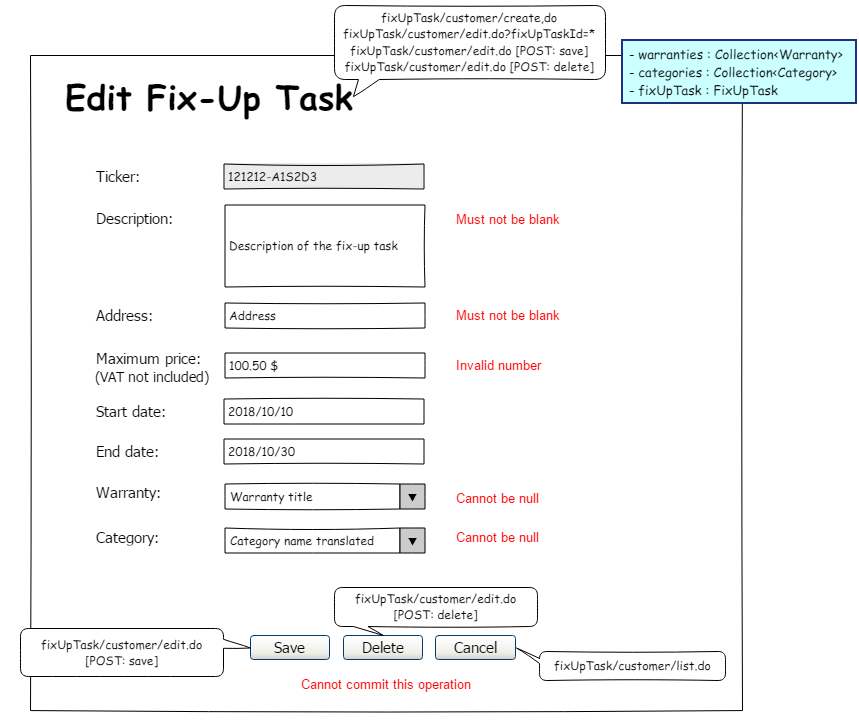 fixUpTask/customer/create,do
fixUpTask/customer/edit.do?fixUpTaskId=*
fixUpTask/customer/edit.do [POST: save]
fixUpTask/customer/edit.do [POST: delete]
- warranties : Collection<Warranty>
- categories : Collection<Category>
- fixUpTask : FixUpTask
Edit Fix-Up Task
Ticker:
121212-A1S2D3
Description:
Description of the fix-up task
Must not be blank
Address:
Address
Must not be blank
Maximum price:
(VAT not included)
100,50 $
Invalid number
Start date:
2018/10/10
End date:
2018/10/30
Warranty:
Warranty title
Cannot be null
Category:
Category name translated
Cannot be null
fixUpTask/customer/edit.do
[POST: delete]
fixUpTask/customer/edit.do
[POST: save]
Save
Delete
Cancel
fixUpTask/customer/list.do
Cannot commit this operation